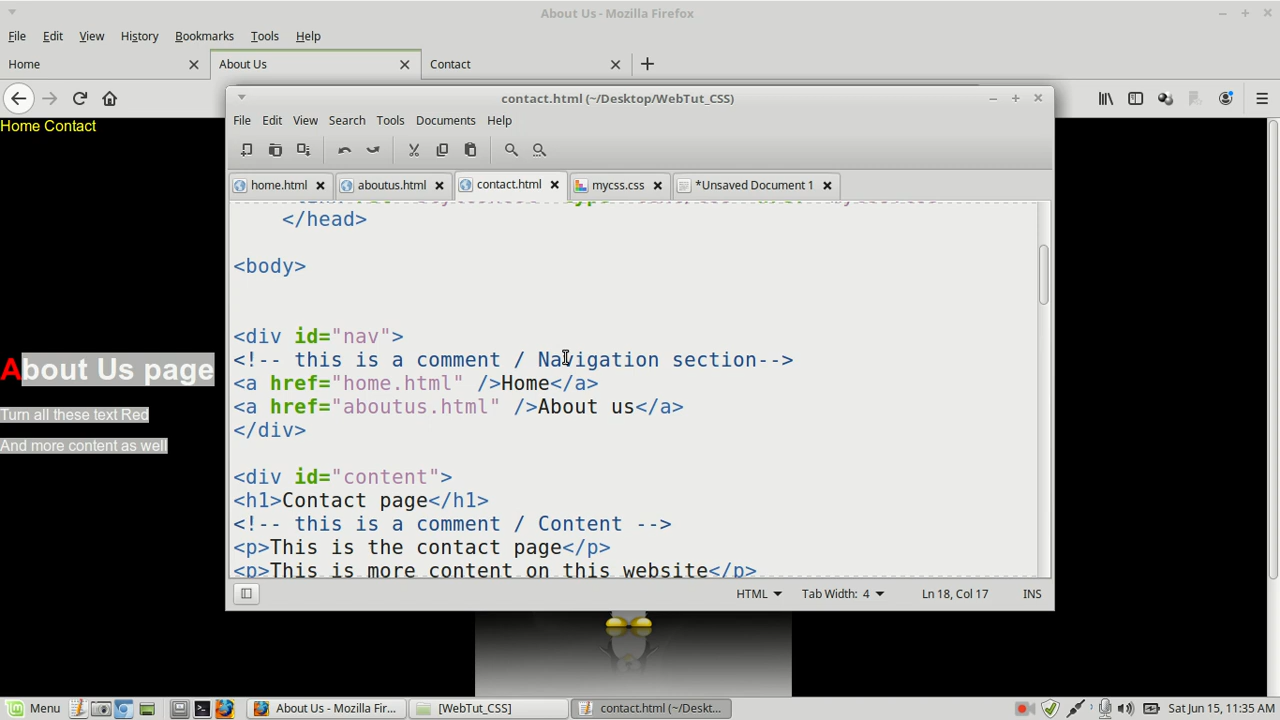 About Us - Mozilla Firefox
File Edit View History Bookmarks Tools Help
Home About Us Contact
contact.html (~/Desktop/WebTut_CSS)
Home Contact
File Edit View Search Tools Documents Help
home.html aboutus.html contact.html mycss.css *Unsaved Document 1
</head>
<body>
<div id="nav">
<!-- this is a comment / Navigation section-->
<a href="home.html" />Home</a>
<a href="aboutus.html" />About us</a>
</div>
<div id="content">
<h1>Contact page</h1>
<!-- this is a comment / Content -->
<p>This is the contact page</p>
<p>This is more content on this website</p>
About Us page
Turn all these text Red
And more content as well
HTML Tab Width: 4 Ln 18, Col 17 INS
Menu About Us - Mozilla Fir... [WebTut_CSS] contact.html (~/Deskt... Sat Jun 15, 11:35 AM